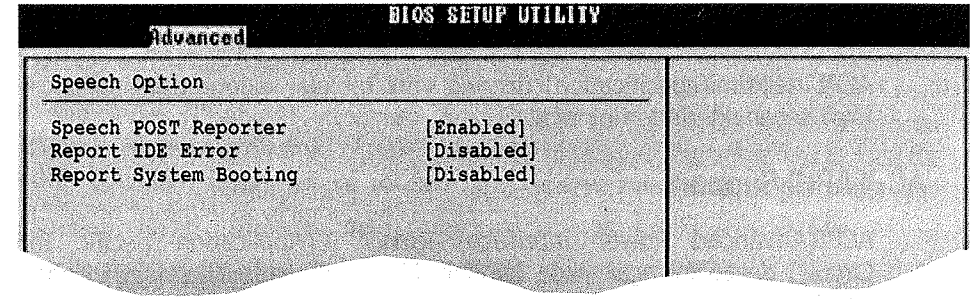 BIOS SETUP UTILITY
Advanced
Speech Option
Speech POST Reporter [Enabled]
Report IDE Error [Disabled]
Report System Booting [Disabled]